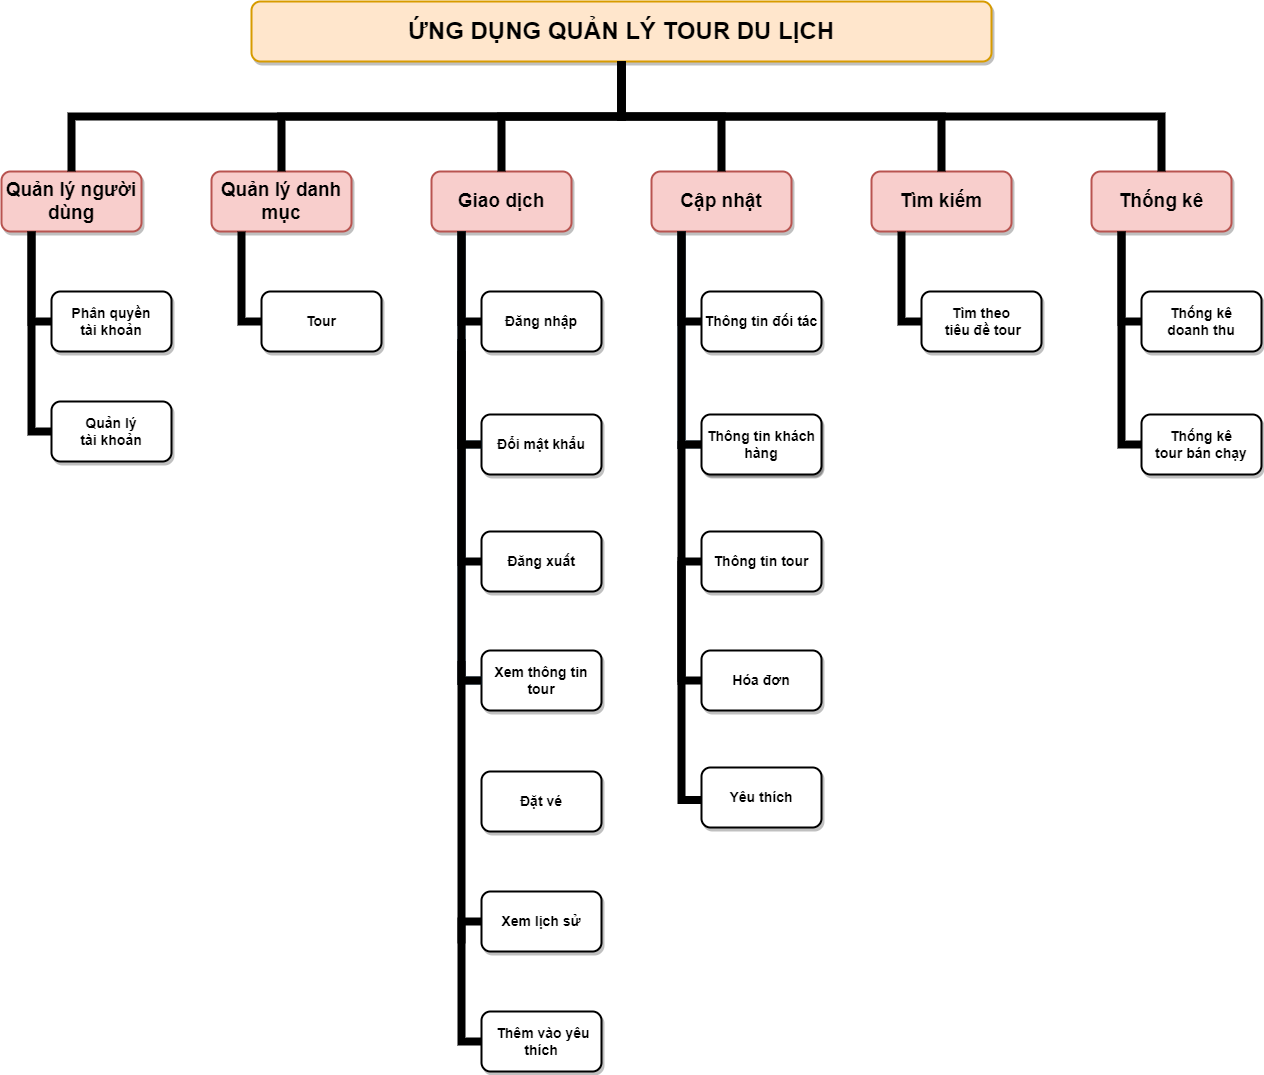 ỨNG DỤNG QUẢN LÝ TOUR DU LỊCH
Quản lý người
dùng
Quản lý danh
mục
Giao dịch
Cập nhật
Tìm kiếm
Thống kê
Phân quyền
tài khoản
Quản lý
tài khoản
Tour
Đăng nhập
Đổi mật khẩu
Đăng xuất
Xem thông tin
tour
Đặt vé
Xem lịch sử
Thêm vào yêu
thích
Thông tin đối tác
Thông tin khách
hàng
Thông tin tour
Hóa đơn
Yêu thích
Tìm theo
tiêu đề tour
Thống kê
doanh thu
Thống kê
tour bán chạy